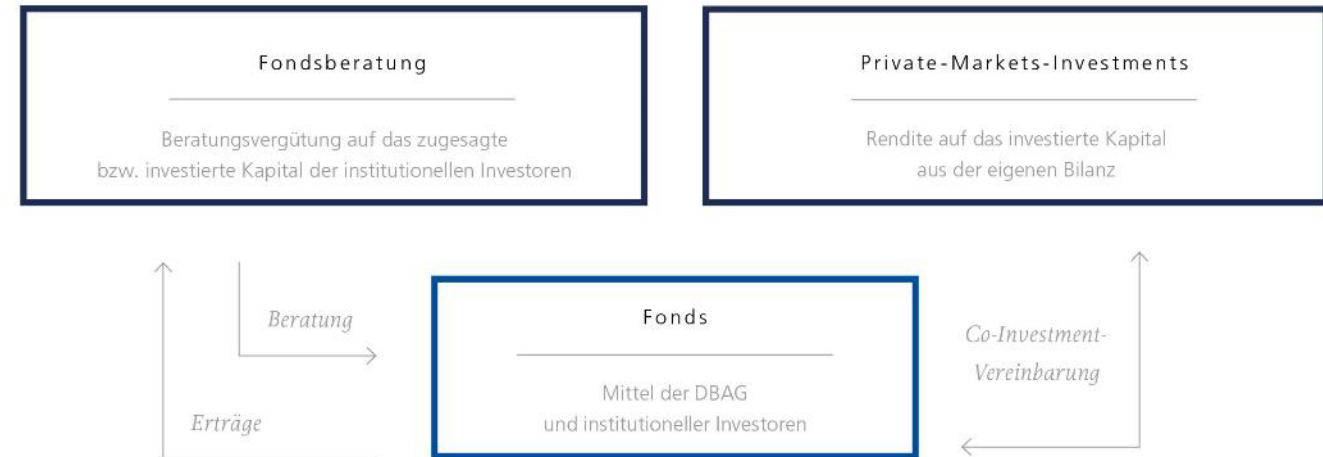 Fondsberatung
Beratungsvergütung auf das zugesagte
bzw. investierte Kapital der institutionellen Investoren
Private-Markets-Investments
Rendite auf das investierte Kapital
aus der eigenen Bilanz
Beratung
Erträge
Fonds
Mittel der DBAG
und institutioneller Investoren
Co-Investment-
Vereinbarung